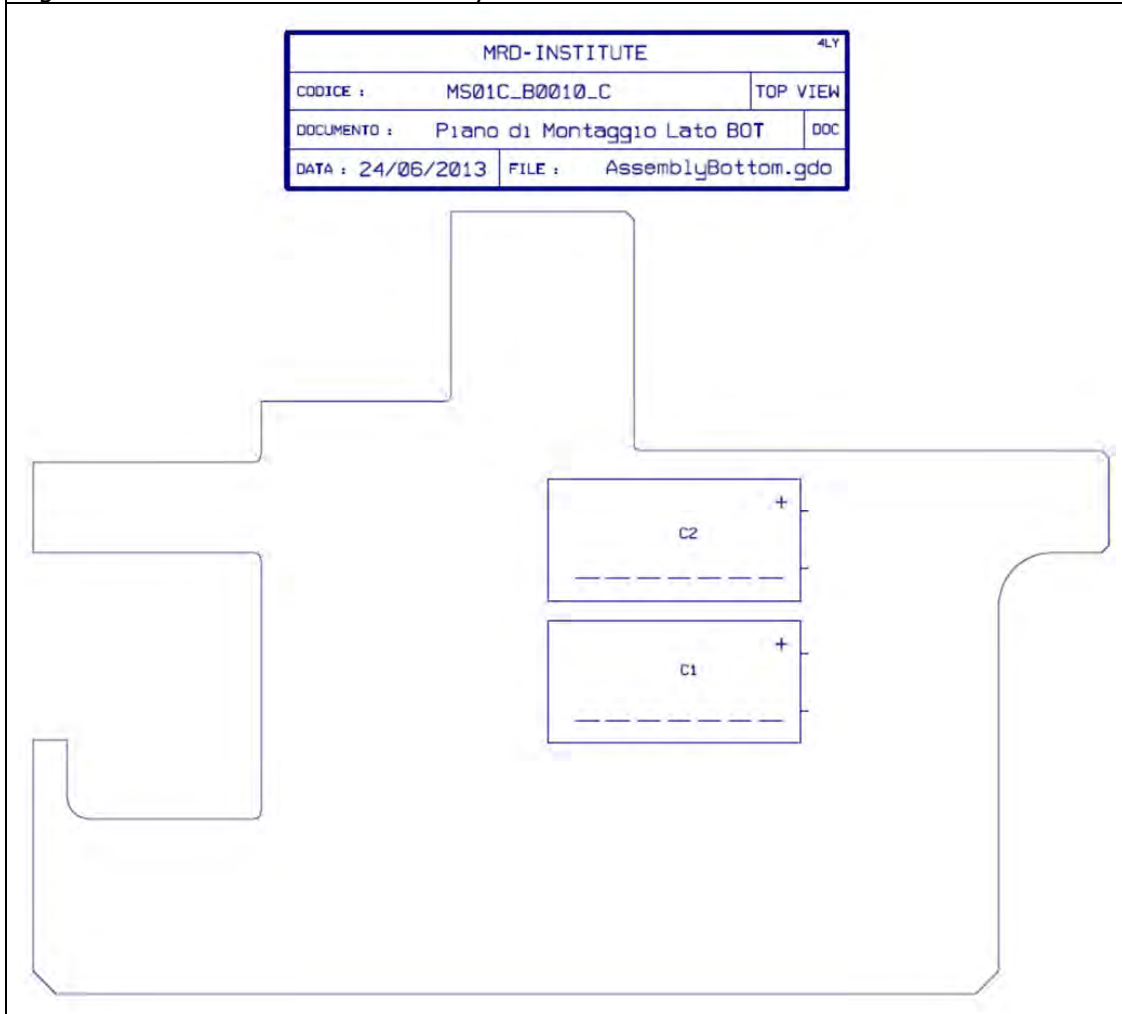 MRD-INSTITUTE 4LY
CODICE : MS01C_B0010_C TOP VIEW
DOCUMENTO : Piano di Montaggio Lato BOT DOC
DATA : 24/06/2013 FILE : AssemblyBottom.gdo
+
C2
+
C1